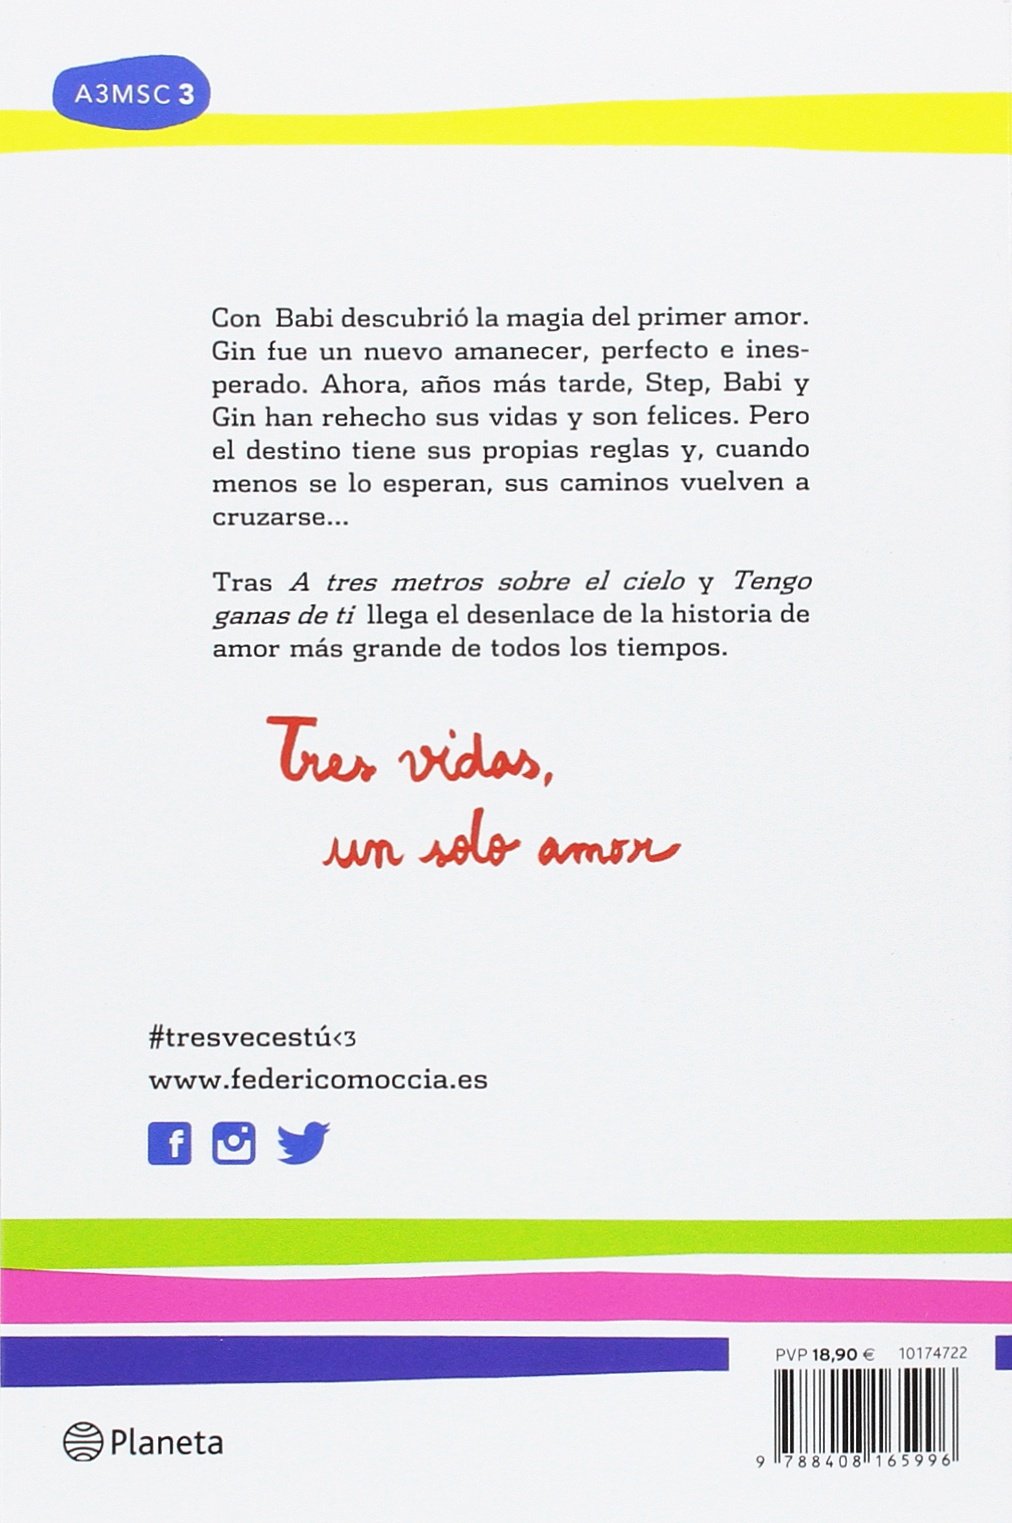 A3MSC 3
Con Babi descubrió la magia del primer amor.
Gin fue un nuevo amanecer, perfecto e ines-
perado. Ahora, años más tarde, Step, Babi y
Gin han rehecho sus vidas y son felices. Pero
el destino tiene sus propias reglas y, cuando
menos se lo esperan, sus caminos vuelven a
cruzarse...
Tras A tres metros sobre el cielo y Tengo
ganas de ti llega el desenlace de la historia de
amor más grande de todos los tiempos.
Tres vidas,
un solo amor
#tresvecestú<3
www.federicomoccia.es
PVP 18,90 € 10174722
9 788408 165996
Planeta